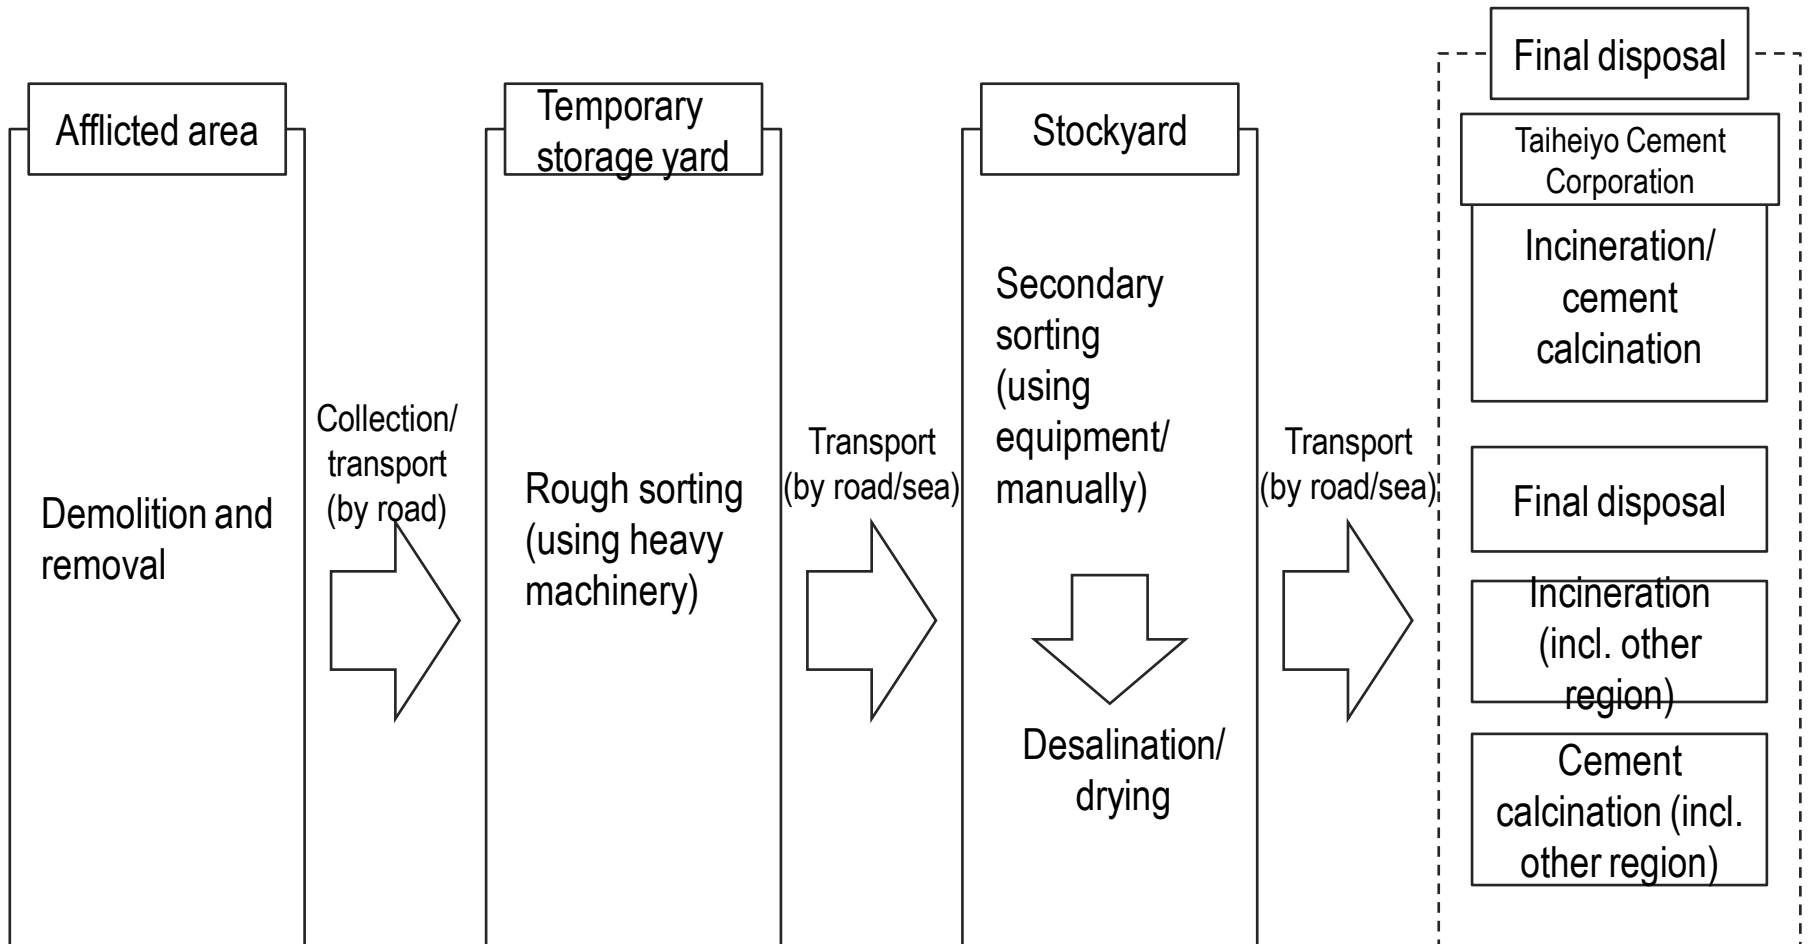 Afflicted area
Demolition and
removal
Collection/
transport
(by road)
Temporary
storage yard
Rough sorting
(using heavy
machinery)
Transport
(by road/sea)
Stockyard
Secondary
sorting
(using
equipment/
manually)
Desalination/
drying
Transport
(by road/sea)
Final disposal
Taiheiyo Cement
Corporation
Incineration/
cement
calcination
Final disposal
Incineration
(incl. other
region)
Cement
calcination (incl.
other region)